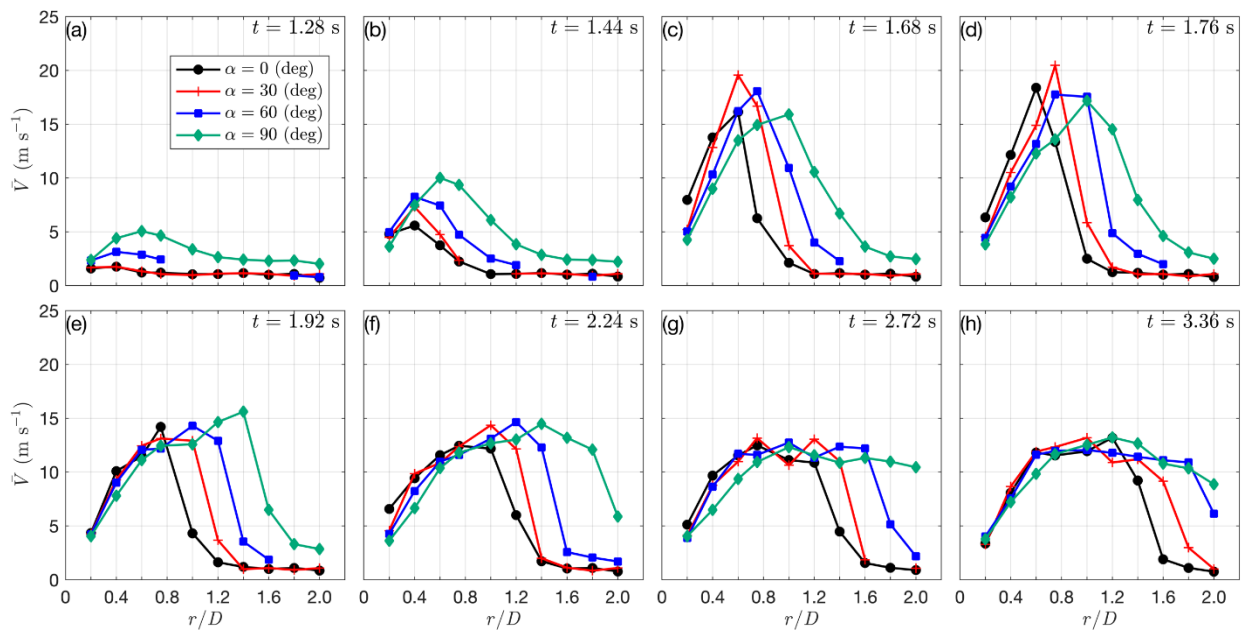 (a)
t = 1.28 s
(b)
t = 1.44 s
(c)
t = 1.68 s
(d)
t = 1.76 s
25
20
15
10
5
0
V̄ (m s⁻¹)
α = 0 (deg)
α = 30 (deg)
α = 60 (deg)
α = 90 (deg)
(e)
t = 1.92 s
(f)
t = 2.24 s
(g)
t = 2.72 s
(h)
t = 3.36 s
25
20
15
10
5
0
V̄ (m s⁻¹)
0 0.4 0.8 1.2 1.6 2.0
0 0.4 0.8 1.2 1.6 2.0
0 0.4 0.8 1.2 1.6 2.0
0 0.4 0.8 1.2 1.6 2.0
r/D
r/D
r/D
r/D